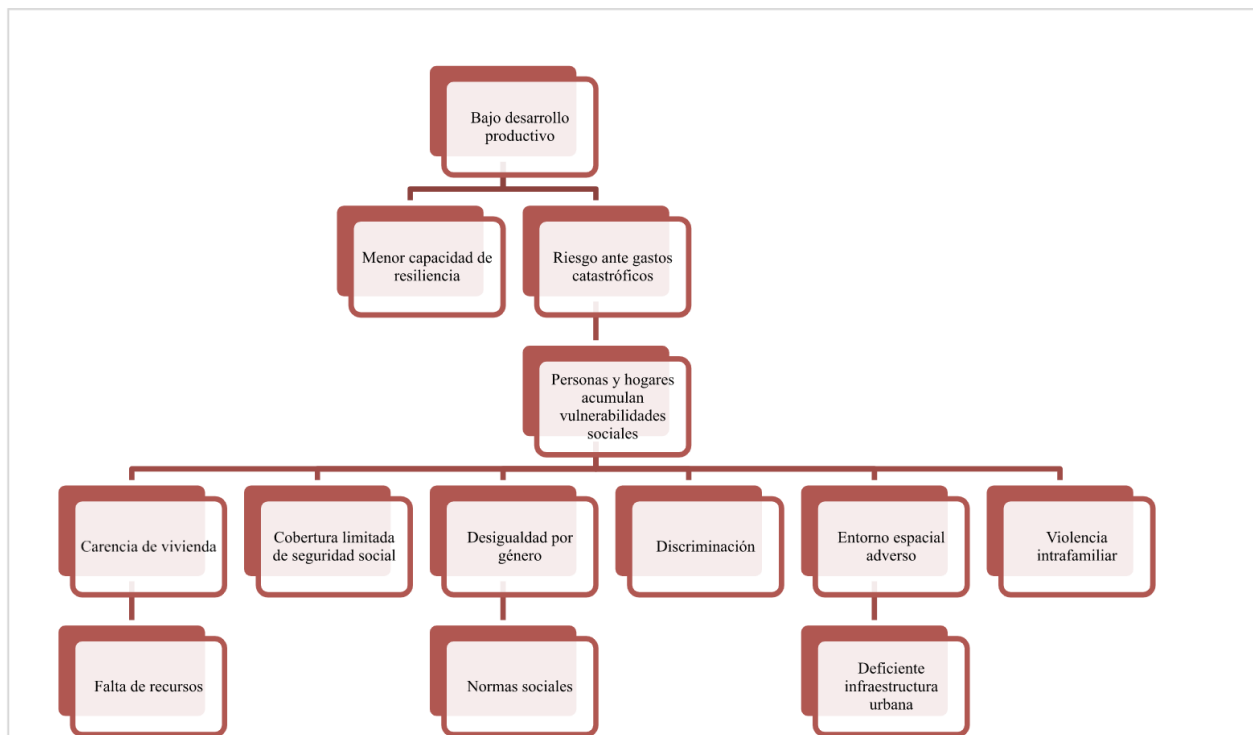 Bajo desarrollo
productivo
Menor capacidad de
resiliencia
Riesgo ante gastos
catastróficos
Personas y hogares
acumulan
vulnerabilidades
sociales
Carencia de vivienda
Cobertura limitada
de seguridad social
Desigualdad por
género
Discriminación
Entorno espacial
adverso
Violencia
intrafamiliar
Falta de recursos
Normas sociales
Deficiente
infraestructura
urbana